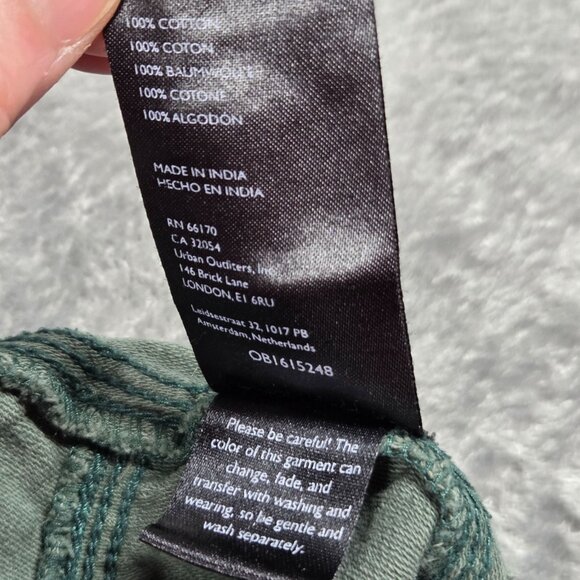 100% COTTON
100% COTON
100% BAUMWOLLE
100% COTONE
100% ALGODÓN
MADE IN INDIA
HECHO EN INDIA
RN 66170
CA 32054
Urban Outfitters, Inc.
146 Brick Lane
LONDON, E1 6RU
Leidsestraat 32, 1017 PB
Amsterdam, Netherlands
OB1615248
Please be careful! The
color of this garment can
change, fade, and
transfer with washing and
wearing, so be gentle and
wash separately.